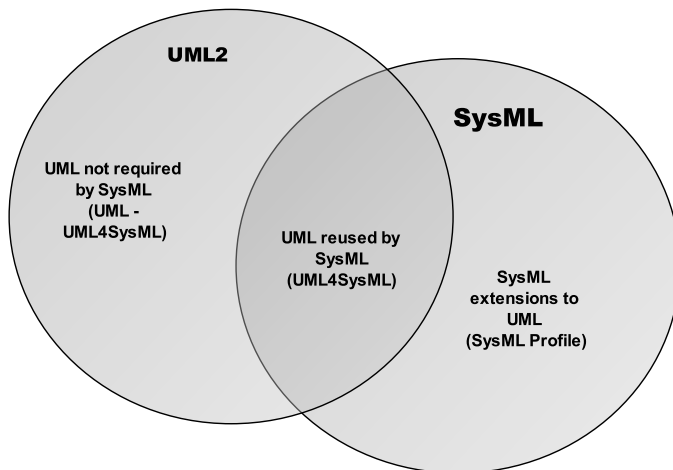 UML2
SysML
UML not required
by SysML
(UML -
UML4SysML)
UML reused by
SysML
(UML4SysML)
SysML
extensions to
UML
(SysML Profile)